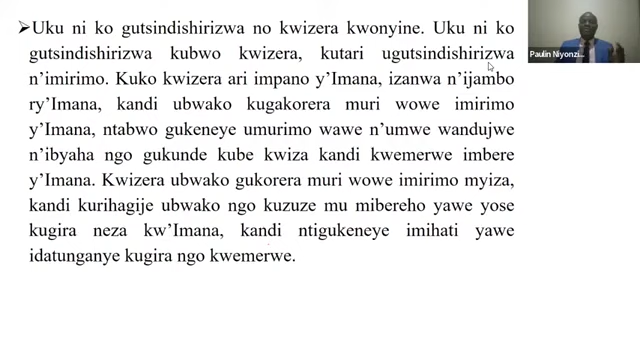 ➢Uku ni ko gutsindishirizwa no kwizera kwonyine. Uku ni ko
gutsindishirizwa kubwo kwizera, kutari ugutsindishirizwa
n'imirimo. Kuko kwizera ari impano y'Imana, izanwa n'ijambo
ry'Imana, kandi ubwako kugakorera muri wowe imirimo
y'Imana, ntabwo gukeneye umurimo wawe n'umwe wandujwe
n'ibyaha ngo gukunde kube kwiza kandi kwemerwe imbere
y'Imana. Kwizera ubwako gukorera muri wowe imirimo myiza,
kandi kurihagije ubwako ngo kuzuze mu mibereho yawe yose
kugira neza kw'Imana, kandi ntigukeneye imihati yawe
idatunganye kugira ngo kwemerwe.
Paulin Niyonzi...